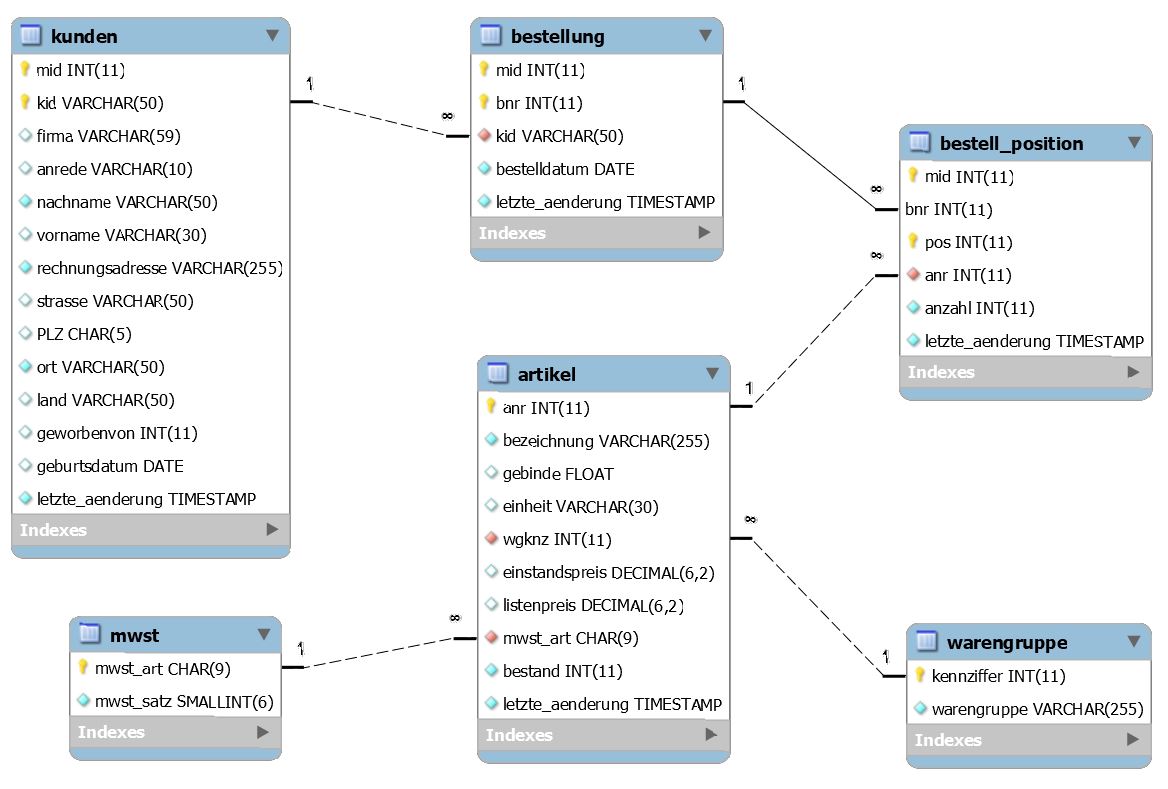 kunden
mid INT(11)
kid VARCHAR(50)
firma VARCHAR(59)
anrede VARCHAR(10)
nachname VARCHAR(50)
vorname VARCHAR(30)
rechnungsadresse VARCHAR(255)
strasse VARCHAR(50)
PLZ CHAR(5)
ort VARCHAR(50)
land VARCHAR(50)
geworbenvon INT(11)
geburtsdatum DATE
letzte_aenderung TIMESTAMP
Indexes
1
∞
bestellung
mid INT(11)
bnr INT(11)
kid VARCHAR(50)
bestelldatum DATE
letzte_aenderung TIMESTAMP
Indexes
1
∞
bestell_position
mid INT(11)
bnr INT(11)
pos INT(11)
anr INT(11)
anzahl INT(11)
letzte_aenderung TIMESTAMP
Indexes
∞
1
artikel
anr INT(11)
bezeichnung VARCHAR(255)
gebinde FLOAT
einheit VARCHAR(30)
wgknz INT(11)
einstandspreis DECIMAL(6,2)
listenpreis DECIMAL(6,2)
mwst_art CHAR(9)
bestand INT(11)
letzte_aenderung TIMESTAMP
Indexes
mwst
mwst_art CHAR(9)
mwst_satz SMALLINT(6)
Indexes
1
∞
∞
1
warengruppe
kennziffer INT(11)
warengruppe VARCHAR(255)
Indexes